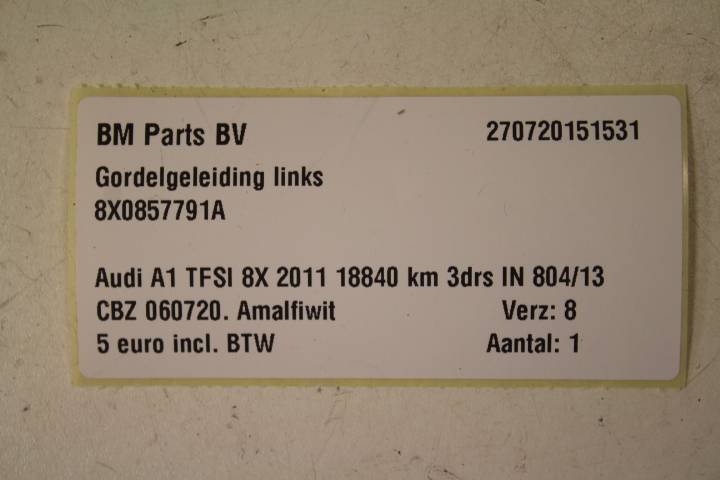 BM Parts BV 270720151531
Gordelgeleiding links
8X0857791A
Audi A1 TFSI 8X 2011 18840 km 3drs IN 804/13
CBZ 060720. Amalfiwit Verz: 8
5 euro incl. BTW Aantal: 1